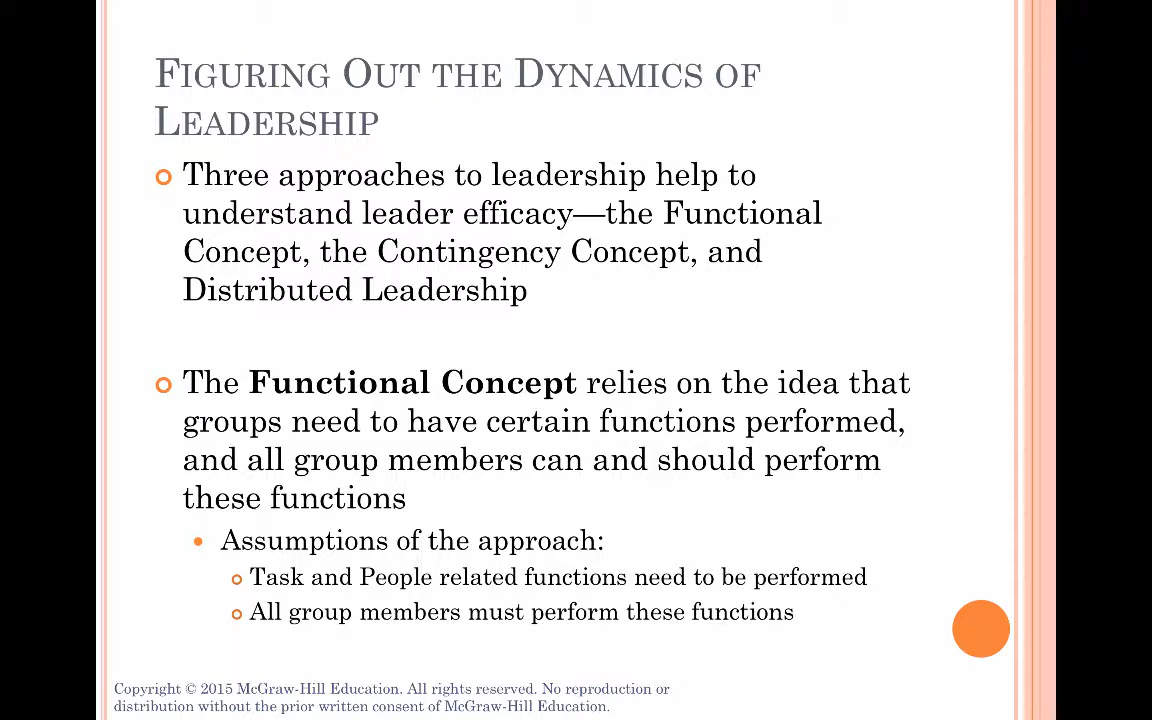 Figuring Out the Dynamics of
Leadership
Three approaches to leadership help to
understand leader efficacy—the Functional
Concept, the Contingency Concept, and
Distributed Leadership
The Functional Concept relies on the idea that
groups need to have certain functions performed,
and all group members can and should perform
these functions
Assumptions of the approach:
Task and People related functions need to be performed
All group members must perform these functions
Copyright © 2015 McGraw-Hill Education. All rights reserved. No reproduction or
distribution without the prior written consent of McGraw-Hill Education.